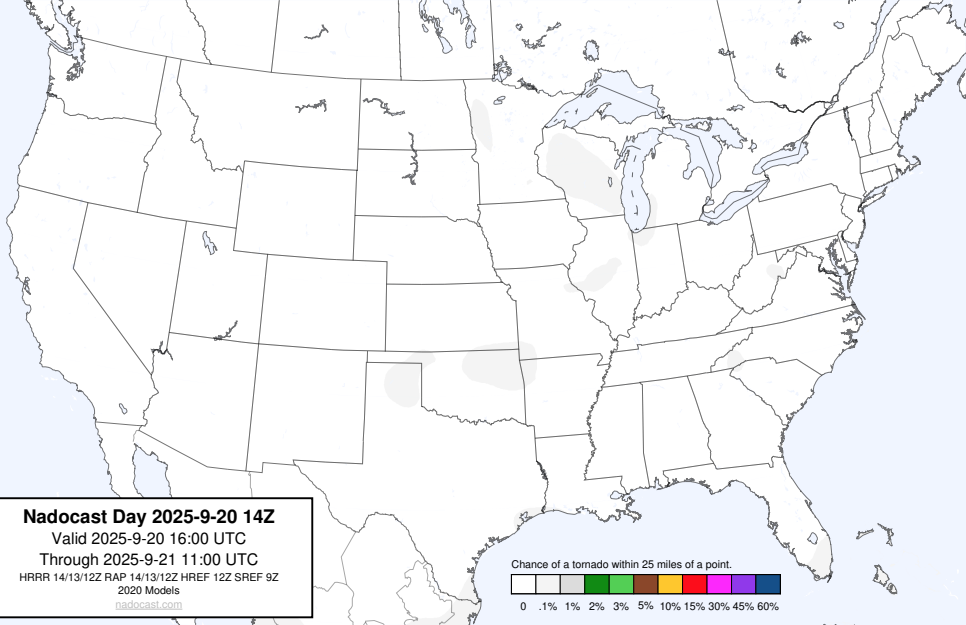 Nadocast Day 2025-9-20 14Z
Valid 2025-9-20 16:00 UTC
Through 2025-9-21 11:00 UTC
HRRR 14/13/12Z RAP 14/13/12Z HREF 12Z SREF 9Z
2020 Models
nadocast.com
Chance of a tornado within 25 miles of a point.
0 .1% 1% 2% 3% 5% 10% 15% 30% 45% 60%